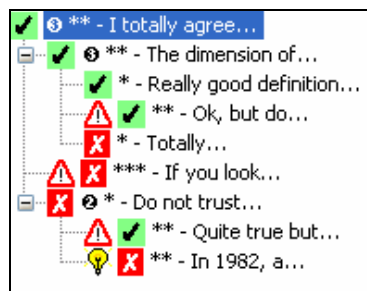 ❸ ** - I totally agree...
❸ ** - The dimension of...
* - Really good definition...
** - Ok, but do...
* - Totally...
*** - If you look...
❷ * - Do not trust...
** - Quite true but...
** - In 1982, a...